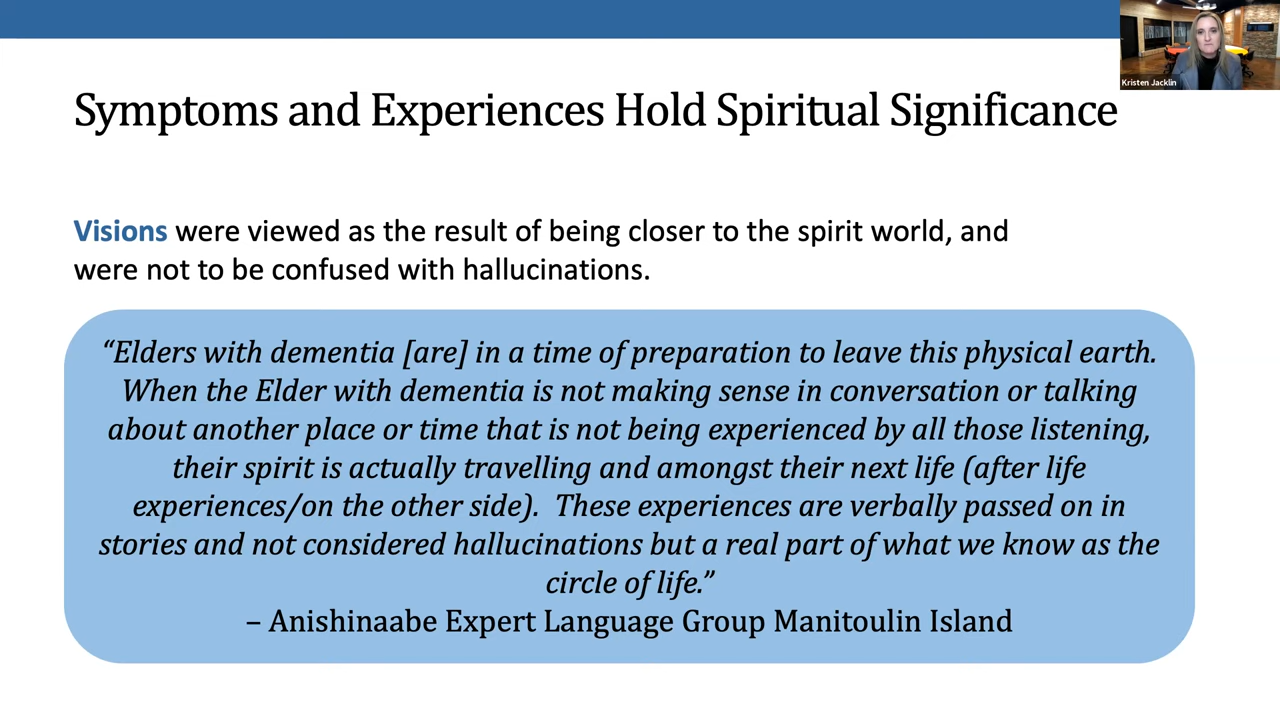 Kristen Jacklin
Symptoms and Experiences Hold Spiritual Significance
Visions were viewed as the result of being closer to the spirit world, and
were not to be confused with hallucinations.
“Elders with dementia [are] in a time of preparation to leave this physical earth.
When the Elder with dementia is not making sense in conversation or talking
about another place or time that is not being experienced by all those listening,
their spirit is actually travelling and amongst their next life (after life
experiences/on the other side).  These experiences are verbally passed on in
stories and not considered hallucinations but a real part of what we know as the
circle of life.”
– Anishinaabe Expert Language Group Manitoulin Island